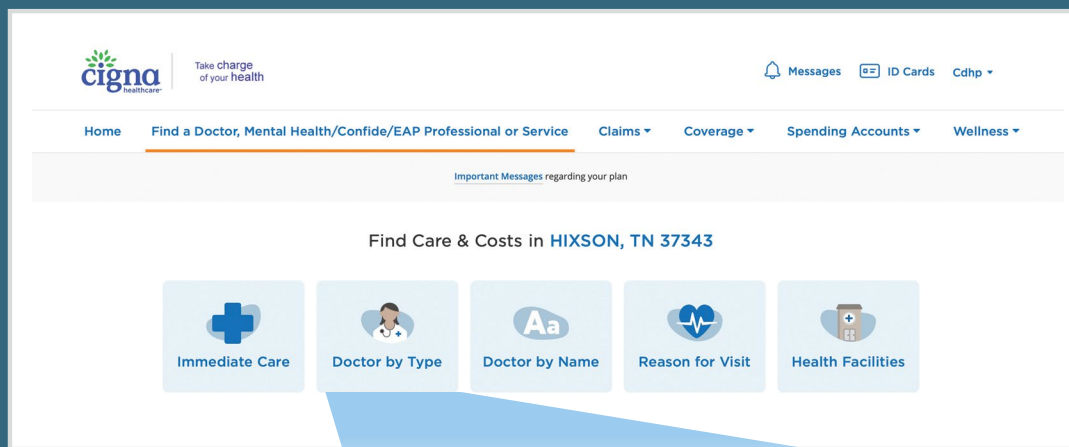 cigna
healthcare
Take charge
of your health
Messages
ID Cards
Cdhp
Home
Find a Doctor, Mental Health/Confide/EAP Professional or Service
Claims
Coverage
Spending Accounts
Wellness
Important Messages regarding your plan
Find Care & Costs in HIXSON, TN 37343
Immediate Care
Doctor by Type
Aa
Doctor by Name
Reason for Visit
Health Facilities